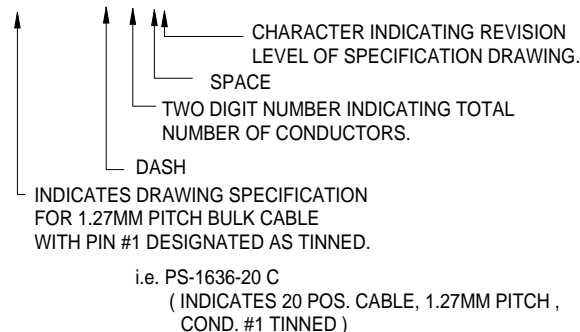 CHARACTER INDICATING REVISION
LEVEL OF SPECIFICATION DRAWING.
SPACE
TWO DIGIT NUMBER INDICATING TOTAL
NUMBER OF CONDUCTORS.
DASH
INDICATES DRAWING SPECIFICATION
FOR 1.27MM PITCH BULK CABLE
WITH PIN #1 DESIGNATED AS TINNED.
i.e. PS-1636-20 C
( INDICATES 20 POS. CABLE, 1.27MM PITCH ,
COND. #1 TINNED )